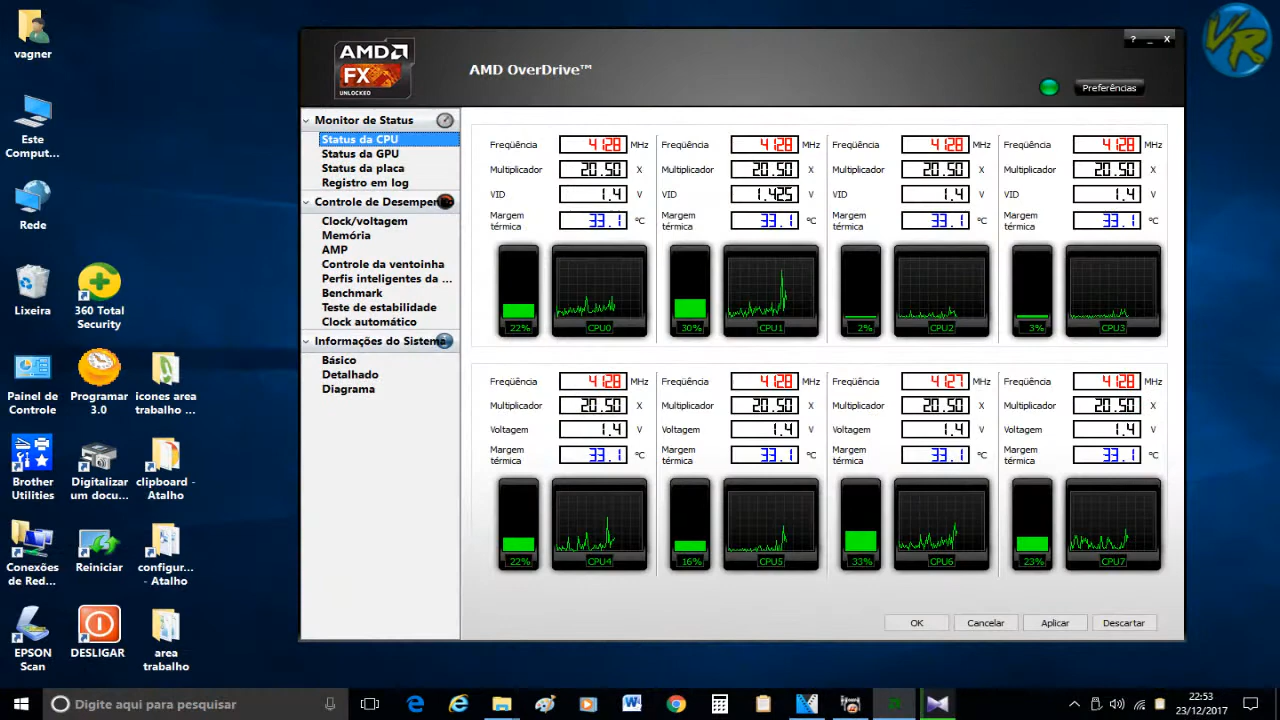 vagner
Este
Comput...
Rede
Lixeira
360 Total
Security
Painel de
Controle
Programar
3.0
icones area
trabalho ...
Brother
Utilities
Digitalizar
um docu...
clipboard -
Atalho
Conexões
de Red...
Reiniciar
configur...
- Atalho
EPSON
Scan
DESLIGAR
area
trabalho
VR
AMD
FX
UNLOCKED
AMD OverDrive™
? _ X
Preferências
Monitor de Status
Status da CPU
Status da GPU
Status da placa
Registro em log
Controle de Desempen
Clock/voltagem
Memória
AMP
Controle da ventoinha
Perfis inteligentes da ...
Benchmark
Teste de estabilidade
Clock automático
Informações do Sistema
Básico
Detalhado
Diagrama
Freqüência 4128 MHz Freqüência 4128 MHz Freqüência 4128 MHz Freqüência 4128 MHz
Multiplicador 20.50 X Multiplicador 20.50 X Multiplicador 20.50 X Multiplicador 20.50 X
VID 1.4 V VID 1.425 V VID 1.4 V VID 1.4 V
Margem térmica 33.1 °C Margem térmica 33.1 °C Margem térmica 33.1 °C Margem térmica 33.1 °C
22% CPU0 30% CPU1 2% CPU2 3% CPU3
Freqüência 4128 MHz Freqüência 4128 MHz Freqüência 4127 MHz Freqüência 4128 MHz
Multiplicador 20.50 X Multiplicador 20.50 X Multiplicador 20.50 X Multiplicador 20.50 X
Voltagem 1.4 V Voltagem 1.4 V Voltagem 1.4 V Voltagem 1.4 V
Margem térmica 33.1 °C Margem térmica 33.1 °C Margem térmica 33.1 °C Margem térmica 33.1 °C
22% CPU4 16% CPU5 33% CPU6 23% CPU7
OK Cancelar Aplicar Descartar
Digite aqui para pesquisar
22:53
23/12/2017